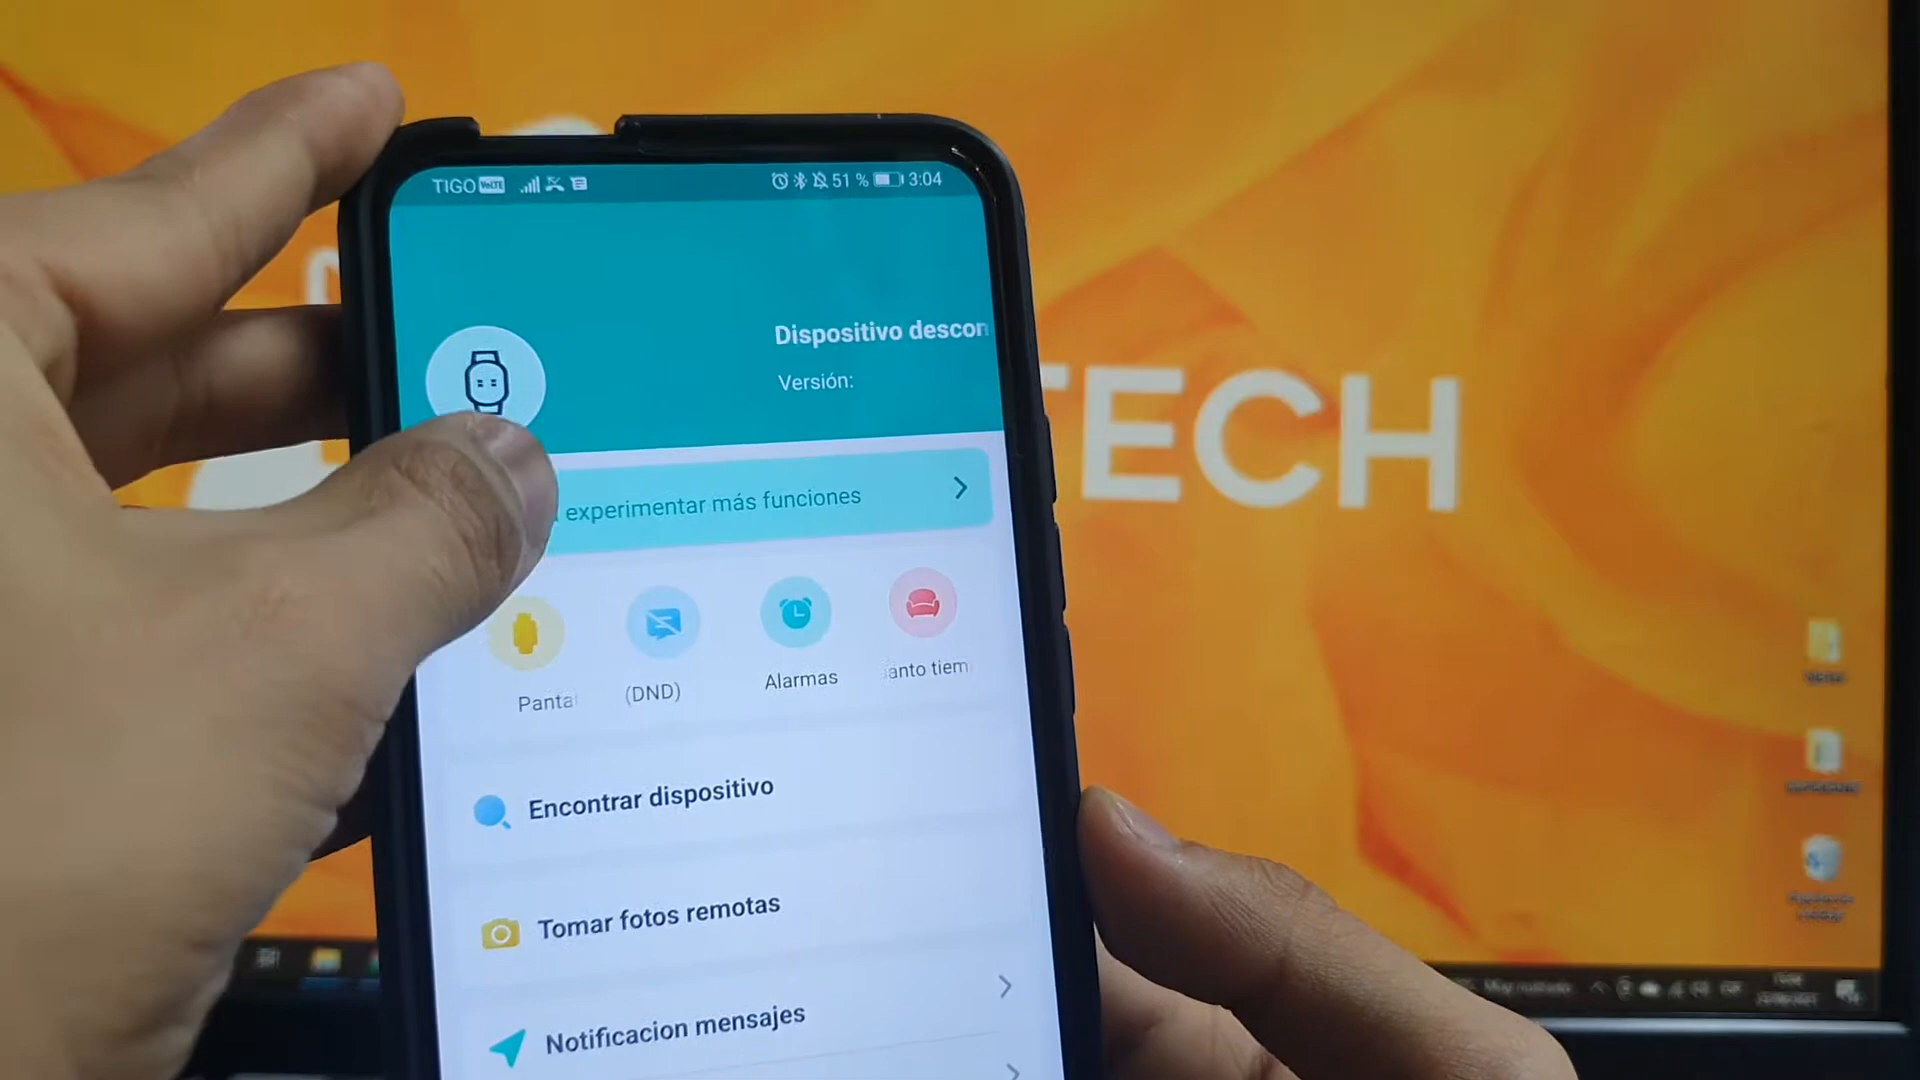 TIGO VoLTE
51 % 3:04
Dispositivo descon
Versión:
experimentar más funciones
Panta
(DND)
Alarmas
anto tiem
Encontrar dispositivo
Tomar fotos remotas
Notificacion mensajes
TECH